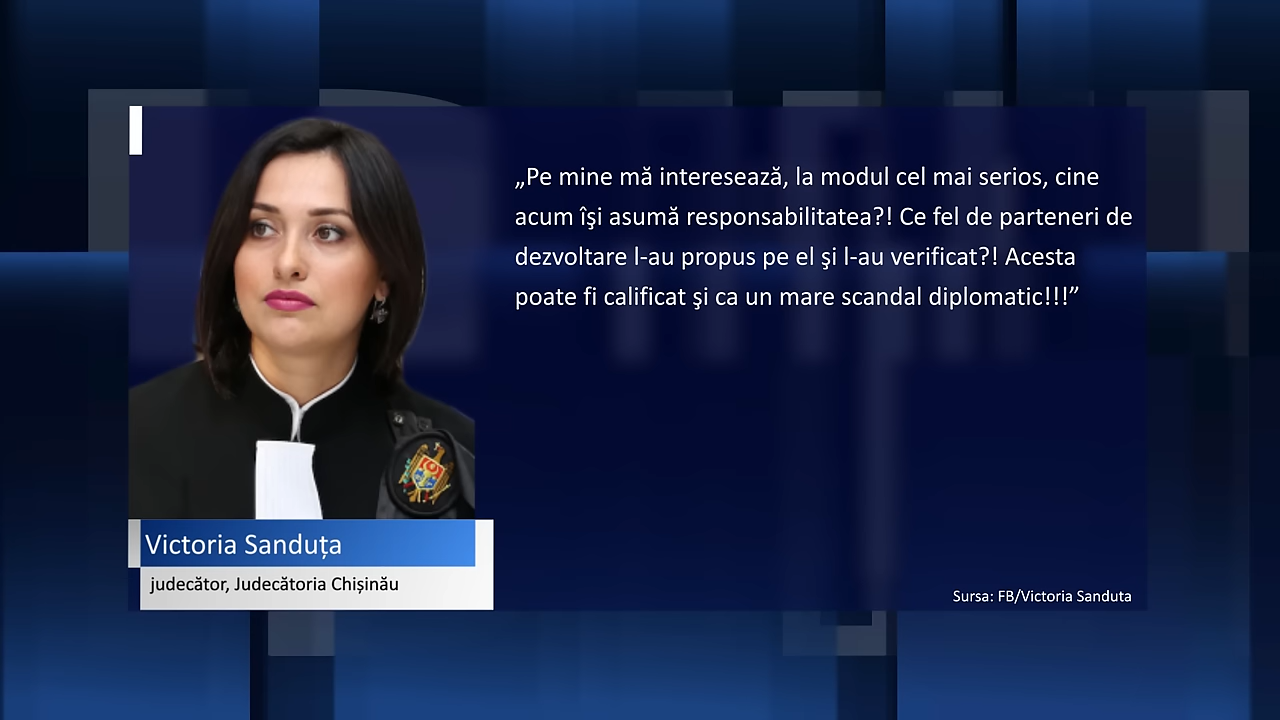 „Pe mine mă interesează, la modul cel mai serios, cine
acum îşi asumă responsabilitatea?! Ce fel de parteneri de
dezvoltare l-au propus pe el şi l-au verificat?! Acesta
poate fi calificat şi ca un mare scandal diplomatic!!!”
Victoria Sanduța
judecător, Judecătoria Chișinău
Sursa: FB/Victoria Sanduta